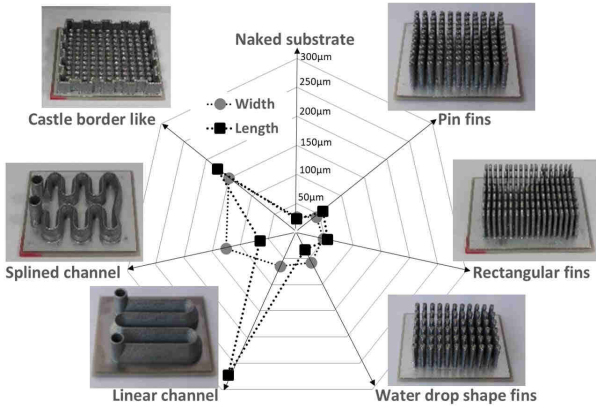 Naked substrate
300µm
250µm
200µm
150µm
100µm
50µm
Width
Length
Castle border like
Pin fins
Splined channel
Rectangular fins
Linear channel
Water drop shape fins